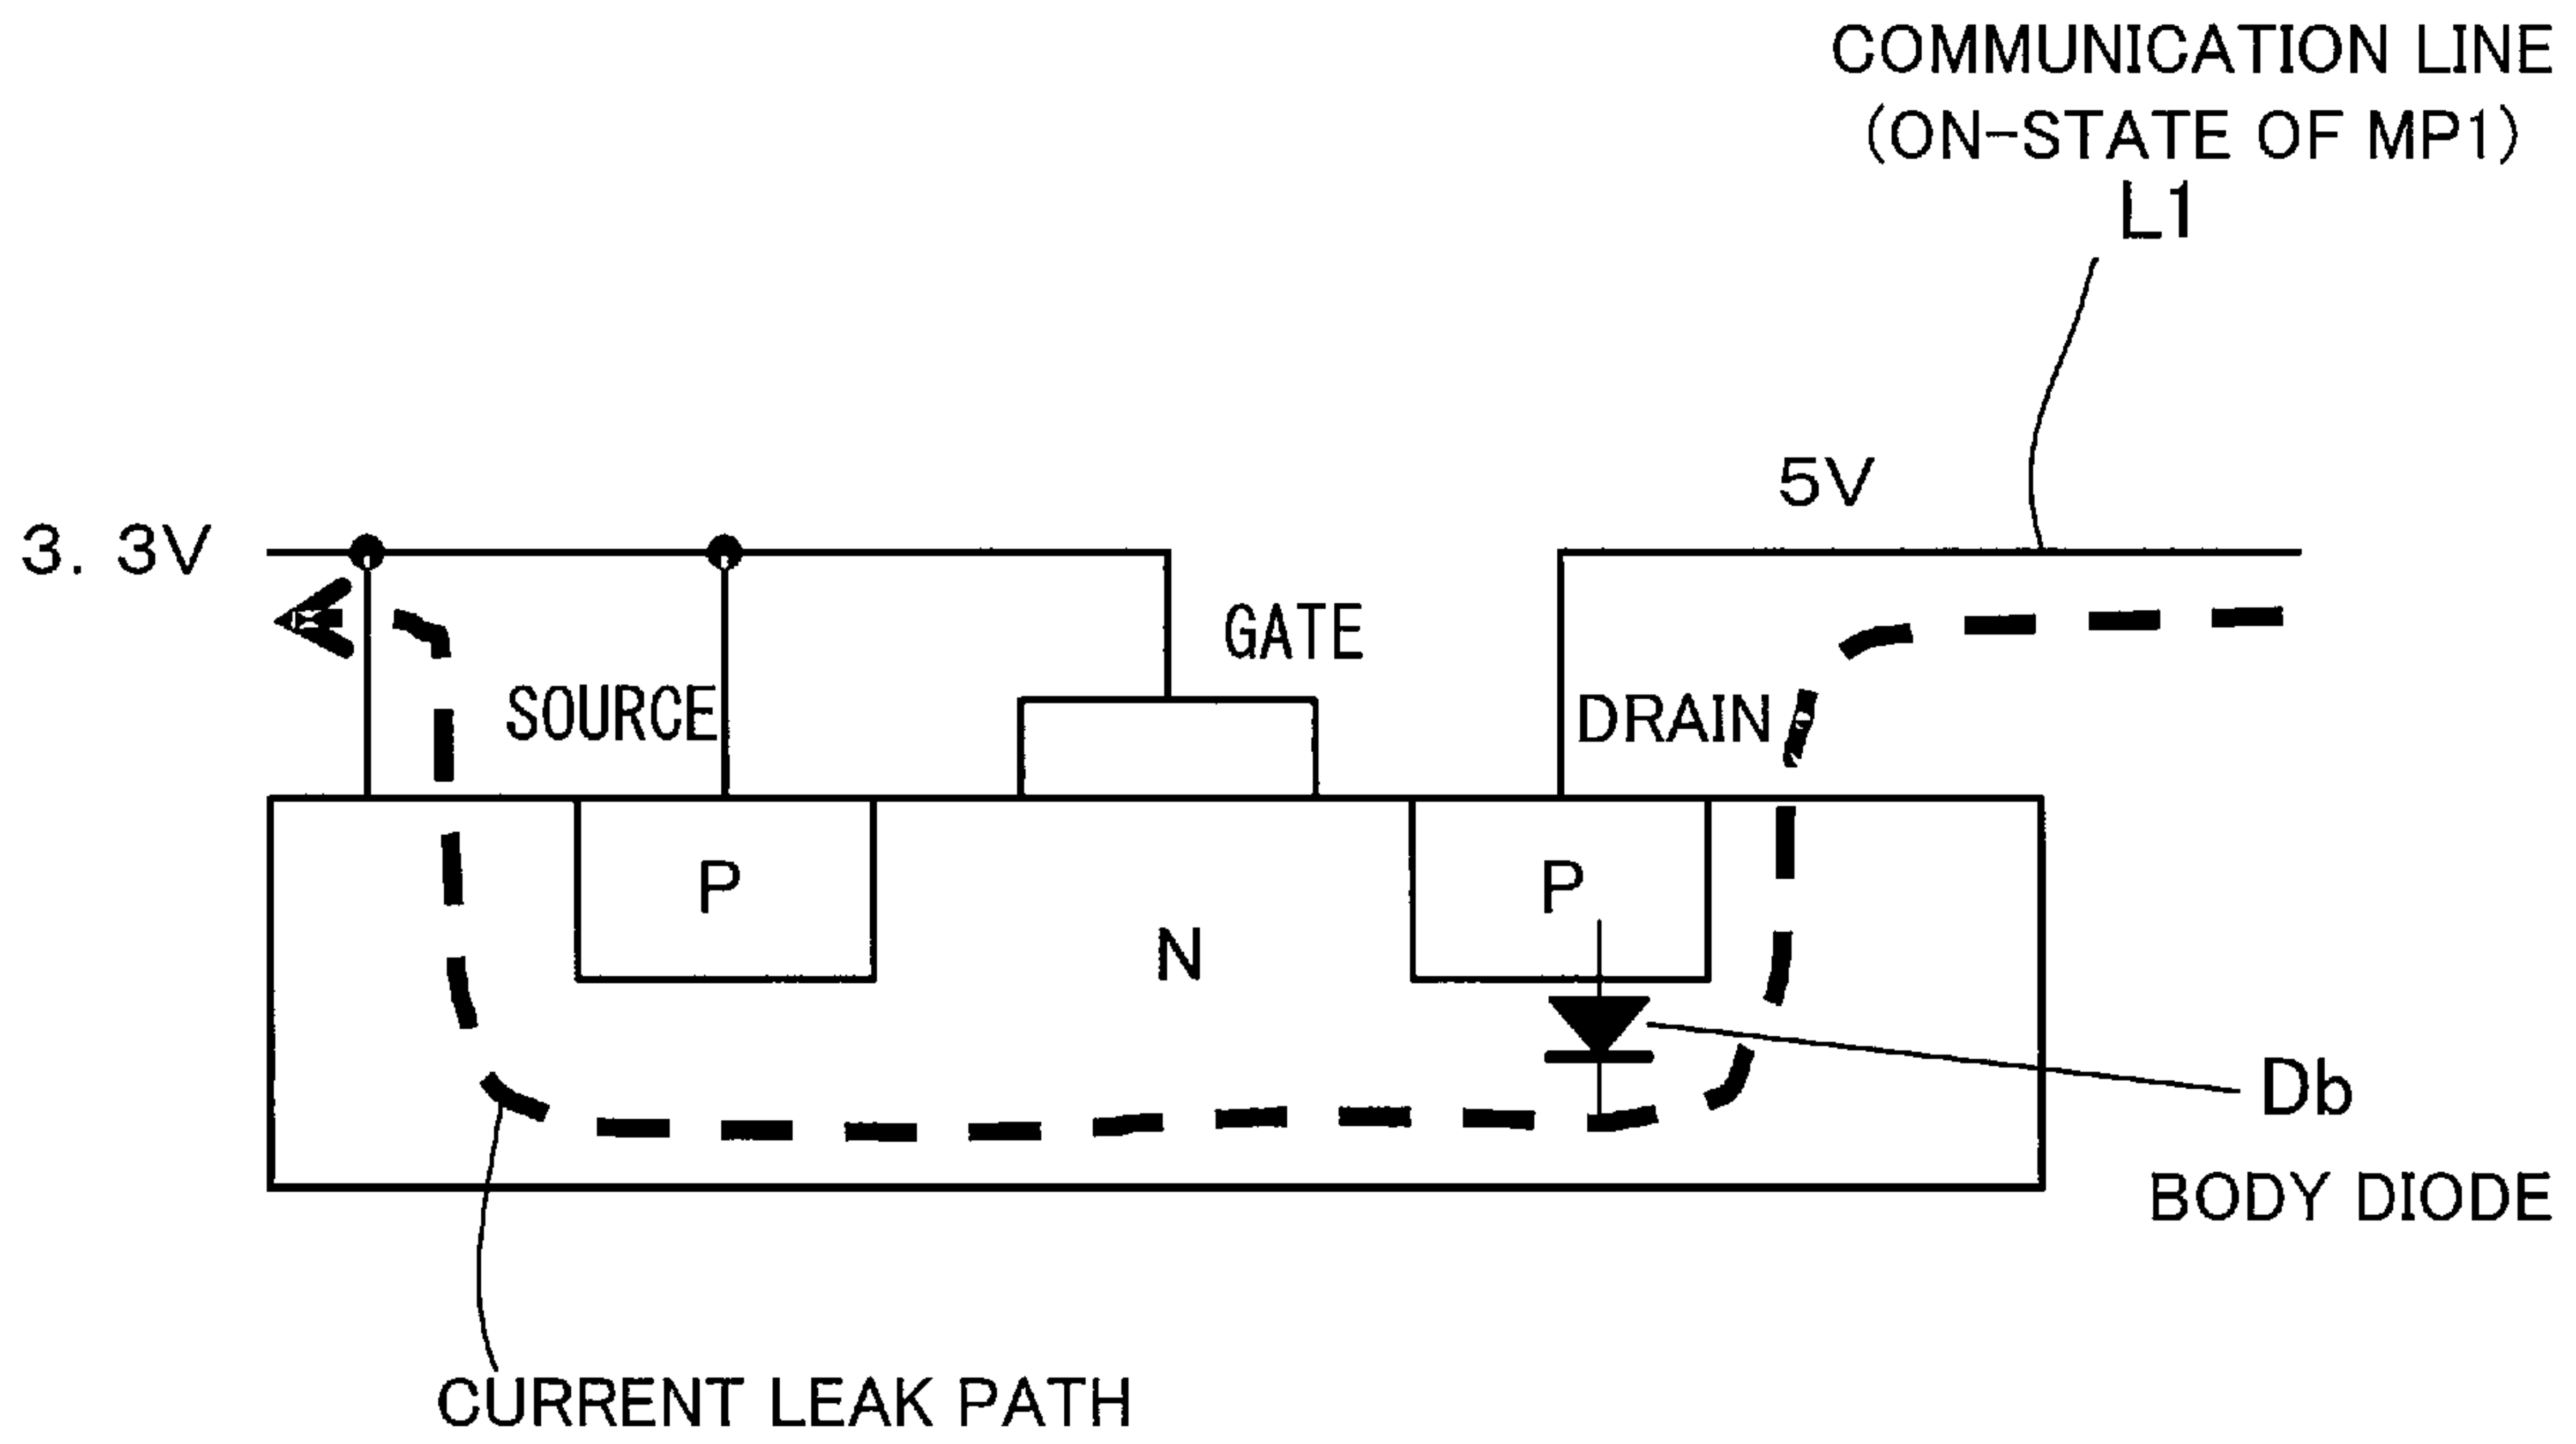 COMMUNICATION LINE
(ON-STATE OF MP1)
L1
5V
3. 3V
GATE
SOURCE
DRAIN
P
P
N
Db
BODY DIODE
CURRENT LEAK PATH